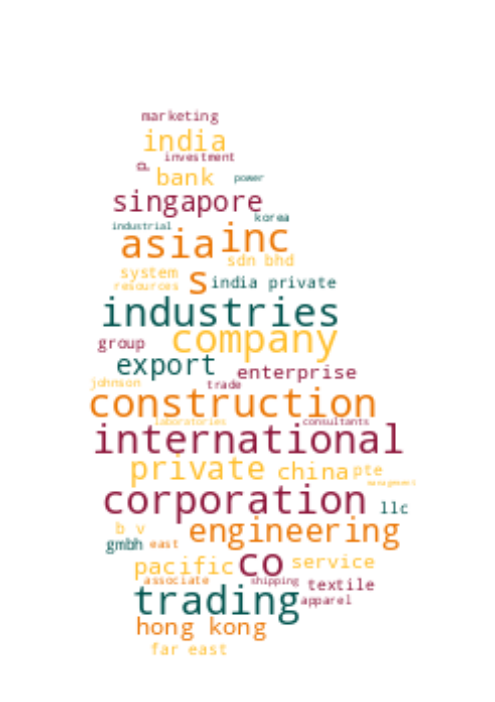 marketing
india
investment
a
bank power
singapore
korea
industrial
asia inc
sdn bhd
system
s india private
resources
industries
company
group
export
enterprise
johnson trade
construction
laboratories consultants
international
private china pte
management
corporation llc
b v engineering
gmbh east
co service
pacific
associate shipping textile
trading apparel
hong kong
far east